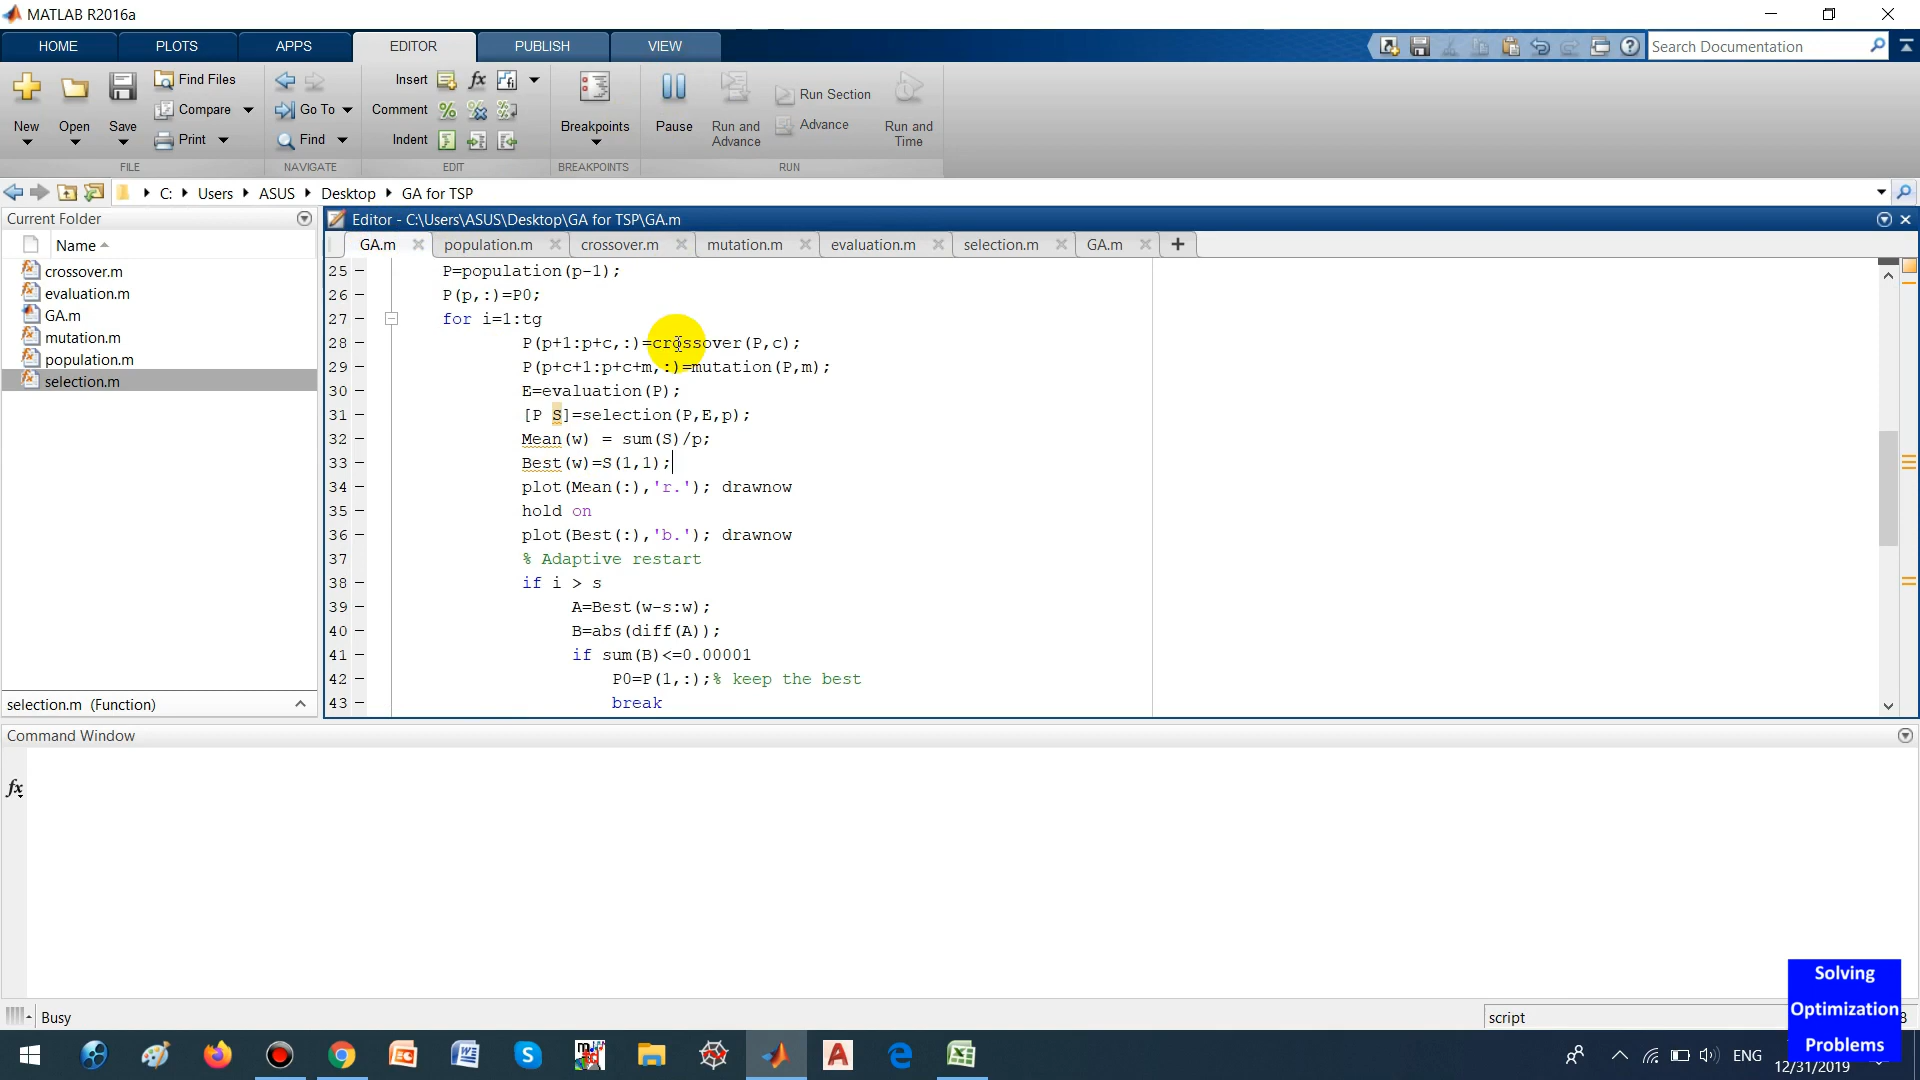 MATLAB R2016a
HOME PLOTS APPS EDITOR PUBLISH VIEW
Search Documentation
New Open Save
Find Files
Compare
Print
Go To
Find
Insert fx
Comment
Indent
Breakpoints
Pause
Run and Advance
Run Section
Advance
Run and Time
FILE NAVIGATE EDIT BREAKPOINTS RUN
C: Users ASUS Desktop GA for TSP
Current Folder
Name
crossover.m
evaluation.m
GA.m
mutation.m
population.m
selection.m
selection.m (Function)
Editor - C:\Users\ASUS\Desktop\GA for TSP\GA.m
GA.m population.m crossover.m mutation.m evaluation.m selection.m GA.m
25 – P=population(p-1);
26 – P(p,:)=P0;
27 – for i=1:tg
28 – P(p+1:p+c,:)=crossover(P,c);
29 – P(p+c+1:p+c+m,:)=mutation(P,m);
30 – E=evaluation(P);
31 – [P S]=selection(P,E,p);
32 – Mean(w) = sum(S)/p;
33 – Best(w)=S(1,1);
34 – plot(Mean(:),'r.'); drawnow
35 – hold on
36 – plot(Best(:),'b.'); drawnow
37 % Adaptive restart
38 – if i > s
39 – A=Best(w-s:w);
40 – B=abs(diff(A));
41 – if sum(B)<=0.00001
42 – P0=P(1,:);% keep the best
43 – break
Command Window
fx
Busy
script
Solving
Optimization
Problems
ENG
12/31/2019